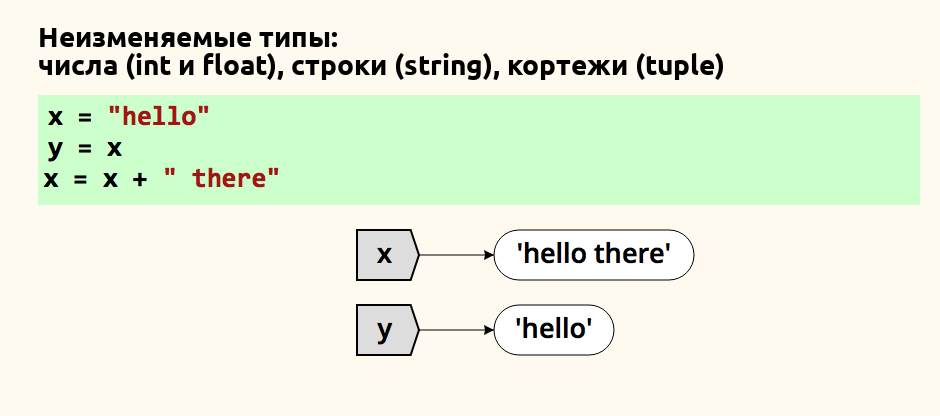 Неизменяемые типы:
числа (int и float), строки (string), кортежи (tuple)
x = "hello"
y = x
x = x + " there"
x 'hello there'
y 'hello'